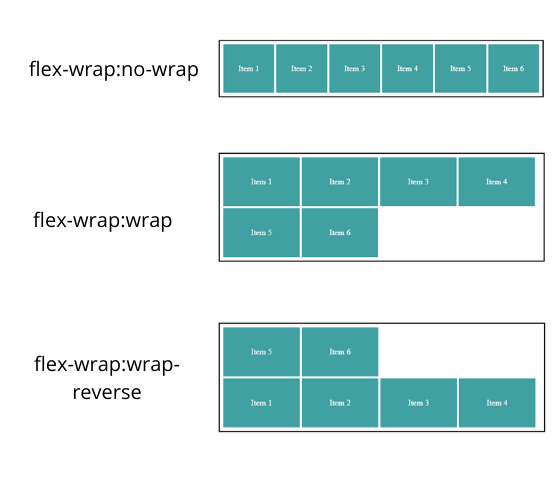 flex-wrap:no-wrap
Item 1 Item 2 Item 3 Item 4 Item 5 Item 6
flex-wrap:wrap
Item 1 Item 2 Item 3 Item 4
Item 5 Item 6
flex-wrap:wrap-
reverse
Item 5 Item 6
Item 1 Item 2 Item 3 Item 4